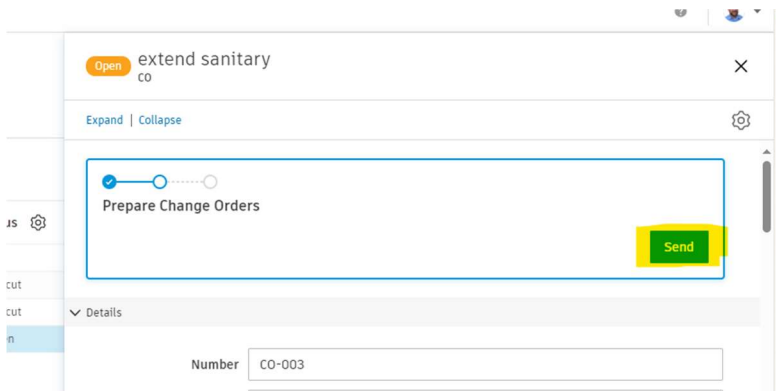 Open extend sanitary
CO
Expand | Collapse
Prepare Change Orders
us
Send
cut
Details
cut
n
Number CO-003